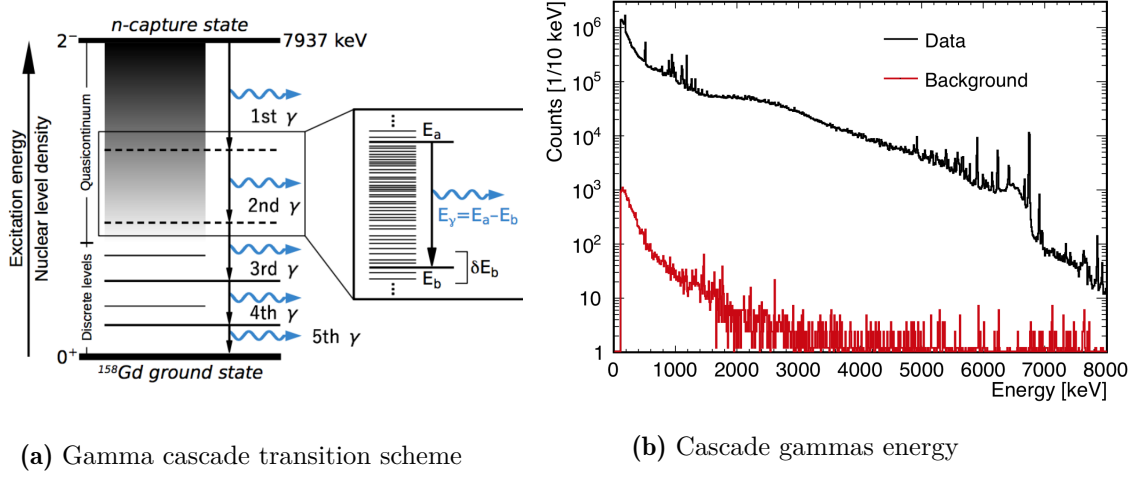 n-capture state
2⁻
7937 keV
Excitation energy
Nuclear level density
Quasicontinuum
Discrete levels
1st γ
2nd γ
3rd γ
4th γ
5th γ
0⁺
¹⁵⁸Gd ground state
Eₐ
E_γ=Eₐ-E_b
E_b
δE_b
Counts [1/10 keV]
10⁶
10⁵
10⁴
10³
10²
10
1
Data
Background
0 1000 2000 3000 4000 5000 6000 7000 8000
Energy [keV]
(a) Gamma cascade transition scheme
(b) Cascade gammas energy